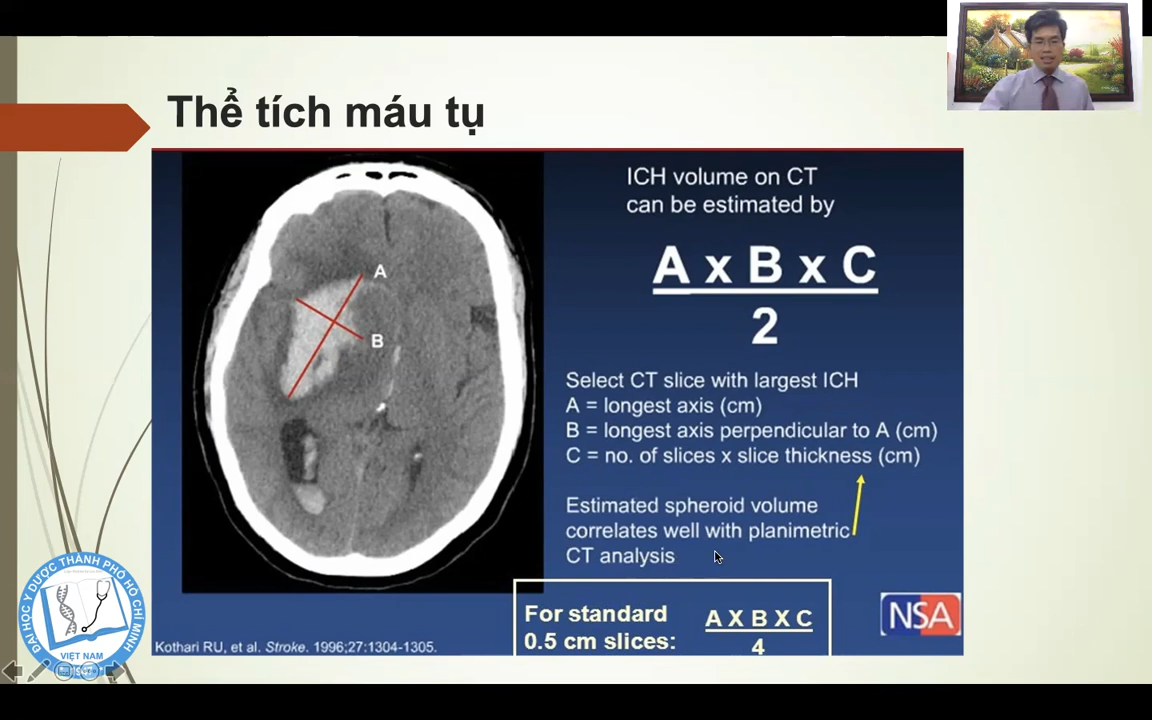 Thể tích máu tụ
ICH volume on CT
can be estimated by
A x B x C
2
A
B
Select CT slice with largest ICH
A = longest axis (cm)
B = longest axis perpendicular to A (cm)
C = no. of slices x slice thickness (cm)
Estimated spheroid volume
correlates well with planimetric
CT analysis
For standard
0.5 cm slices:
A X B X C
4
NSA
Kothari RU, et al. Stroke. 1996;27:1304-1305.
ĐẠI HỌC Y DƯỢC THÀNH PHỐ HỒ CHÍ MINH
VIỆT NAM